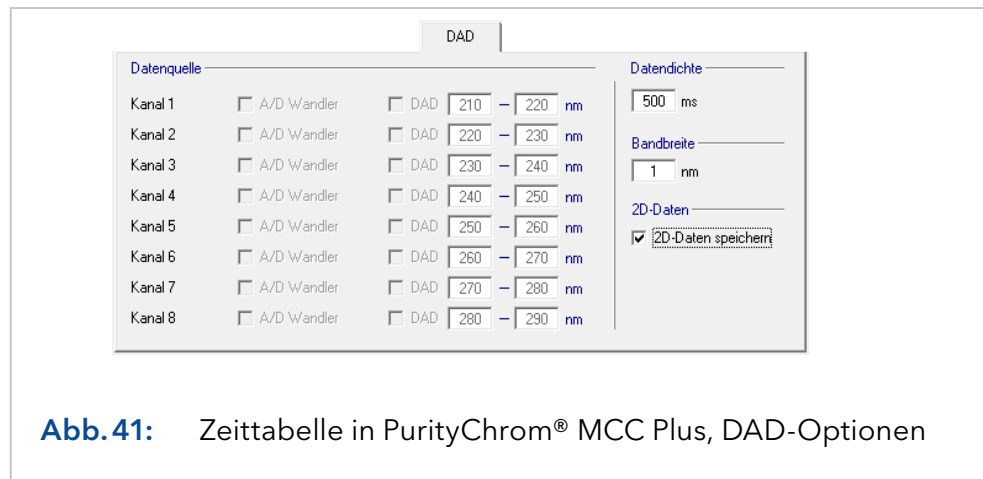 DAD
Datenquelle
Datendichte
Kanal 1 A/D Wandler DAD 210 – 220 nm
500 ms
Kanal 2 A/D Wandler DAD 220 – 230 nm
Bandbreite
Kanal 3 A/D Wandler DAD 230 – 240 nm
1 nm
Kanal 4 A/D Wandler DAD 240 – 250 nm
2D-Daten
Kanal 5 A/D Wandler DAD 250 – 260 nm
2D-Daten speichern
Kanal 6 A/D Wandler DAD 260 – 270 nm
Kanal 7 A/D Wandler DAD 270 – 280 nm
Kanal 8 A/D Wandler DAD 280 – 290 nm
Abb. 41: Zeittabelle in PurityChrom® MCC Plus, DAD-Optionen